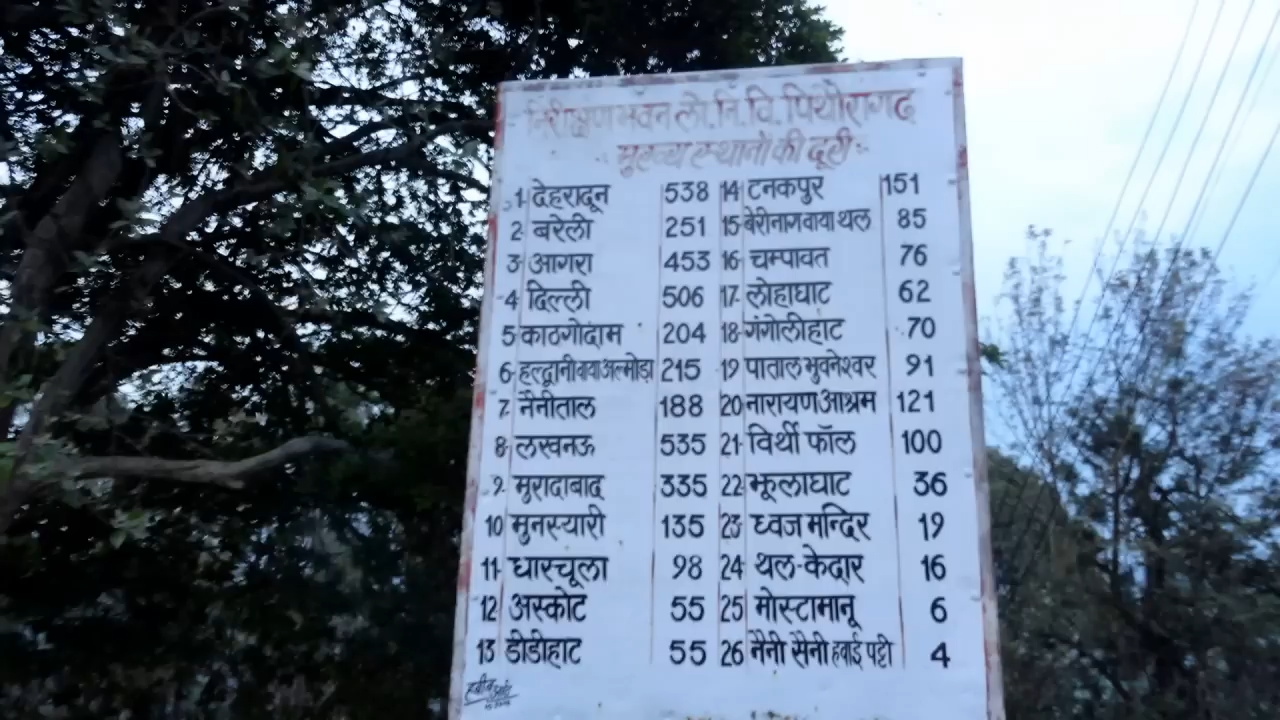 निरीक्षण भवन लो. नि. वि. पिथोरागढ
मुख्य स्थानों की दूरी
1 देहरादून 538 14 टनकपुर 151
2 बरेली 251 15 बेरीनाग वाया थल 85
3 आगरा 453 16 चम्पावत 76
4 दिल्ली 506 17 लोहाघाट 62
5 काठगोदाम 204 18 गंगोलीहाट 70
6 हल्द्वानी वाया अल्मोड़ा 215 19 पाताल भुवनेश्वर 91
7 नैनीताल 188 20 नारायण आश्रम 121
8 लखनऊ 535 21 विर्थी फॉल 100
9 मुरादाबाद 335 22 झूलाघाट 36
10 मुनस्यारी 135 23 ध्वज मन्दिर 19
11 धारचूला 98 24 थल-केदार 16
12 अस्कोट 55 25 मोस्टामानू 6
13 डीडीहाट 55 26 नैनी सैनी हवाई पट्टी 4